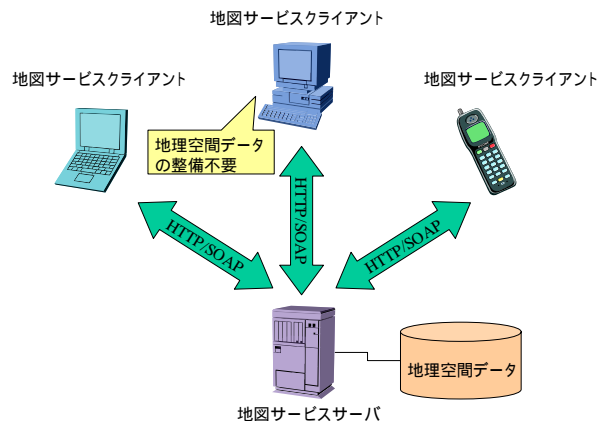 地図サービスクライアント
地図サービスクライアント
地図サービスクライアント
地理空間データ
の整備不要
HTTP/SOAP
HTTP/SOAP
HTTP/SOAP
地理空間データ
地図サービスサーバ